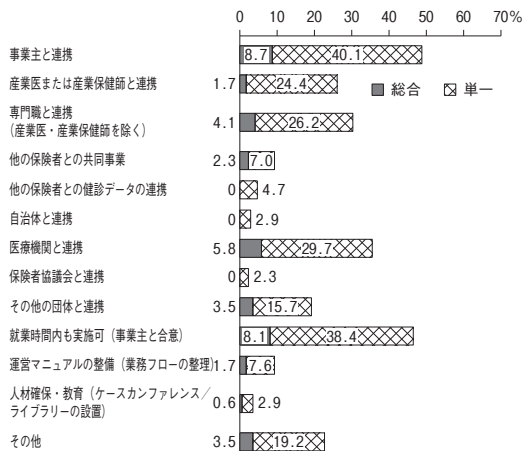 0 10 20 30 40 50 60 70%
総合 単一
事業主と連携 8.7 40.1
産業医または産業保健師と連携 1.7 24.4
専門職と連携
(産業医・産業保健師を除く) 4.1 26.2
他の保険者との共同事業 2.3 7.0
他の保険者との健診データの連携 0 4.7
自治体と連携 0 2.9
医療機関と連携 5.8 29.7
保険者協議会と連携 0 2.3
その他の団体と連携 3.5 15.7
就業時間内も実施可（事業主と合意） 8.1 38.4
運営マニュアルの整備（業務フローの整理） 1.7 7.6
人材確保・教育（ケースカンファレンス／
ライブラリーの設置） 0.6 2.9
その他 3.5 19.2